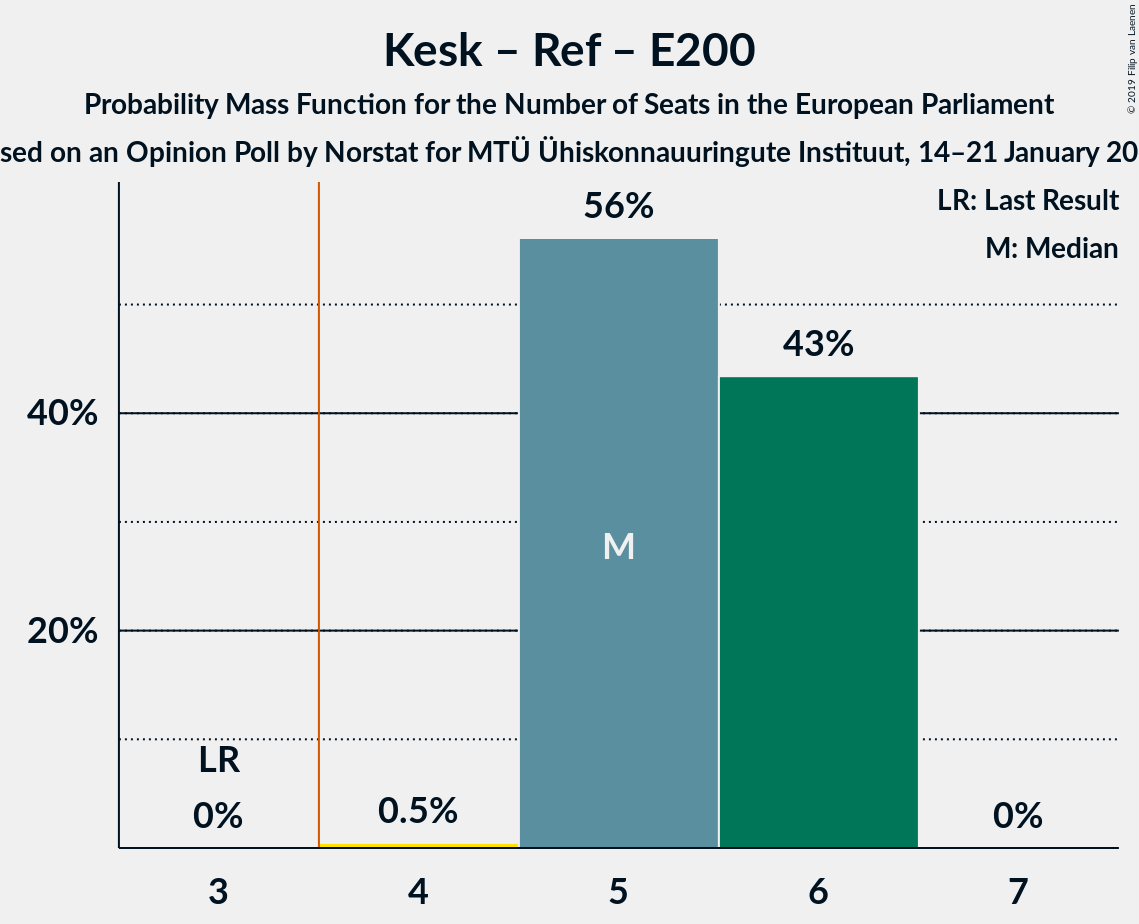 Kesk – Ref – E200
Probability Mass Function for the Number of Seats in the European Parliament
sed on an Opinion Poll by Norstat for MTÜ Ühiskonnauuringute Instituut, 14–21 January 20
© 2019 Filip van Laenen
LR: Last Result
M: Median
56%
43%
40%
M
20%
LR
0%
0.5%
0%
3 4 5 6 7